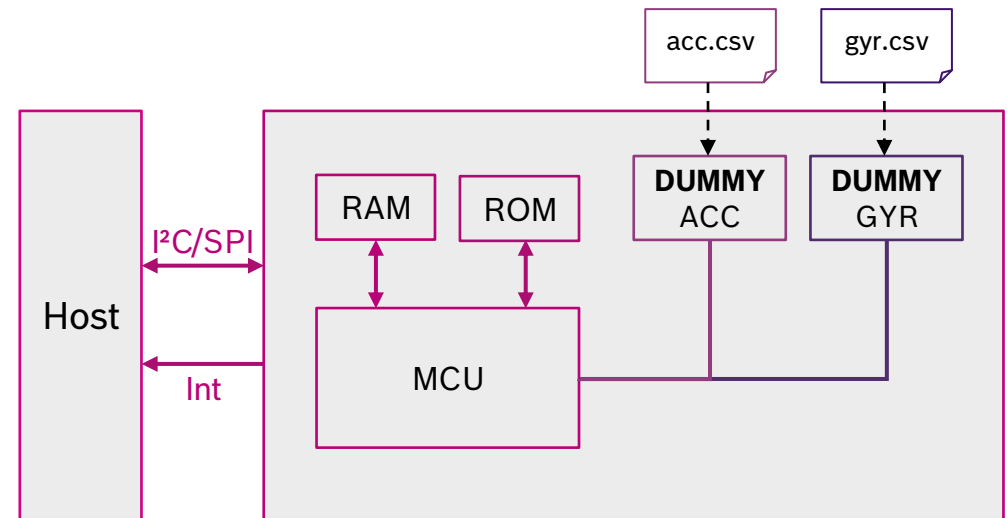 acc.csv
gyr.csv
DUMMY
ACC
DUMMY
GYR
RAM
ROM
I²C/SPI
Host
MCU
Int